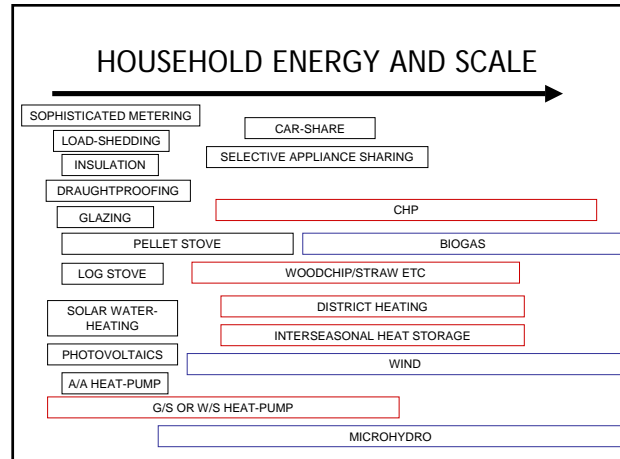 HOUSEHOLD ENERGY AND SCALE
SOPHISTICATED METERING
CAR-SHARE
LOAD-SHEDDING
SELECTIVE APPLIANCE SHARING
INSULATION
DRAUGHTPROOFING
CHP
GLAZING
PELLET STOVE
BIOGAS
LOG STOVE
WOODCHIP/STRAW ETC
DISTRICT HEATING
SOLAR WATER-
HEATING
INTERSEASONAL HEAT STORAGE
PHOTOVOLTAICS
WIND
A/A HEAT-PUMP
G/S OR W/S HEAT-PUMP
MICROHYDRO